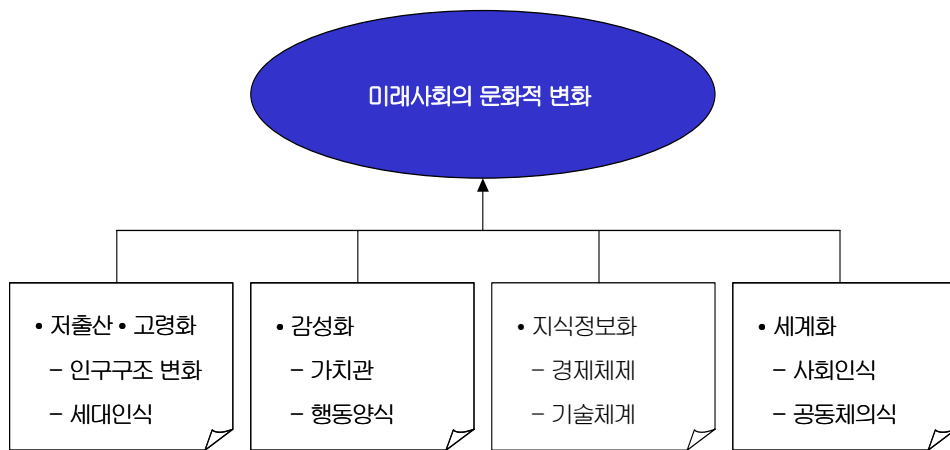 미래사회의 문화적 변화
• 저출산 • 고령화
– 인구구조 변화
– 세대인식
• 감성화
– 가치관
– 행동양식
• 지식정보화
– 경제체제
– 기술체계
• 세계화
– 사회인식
– 공동체의식